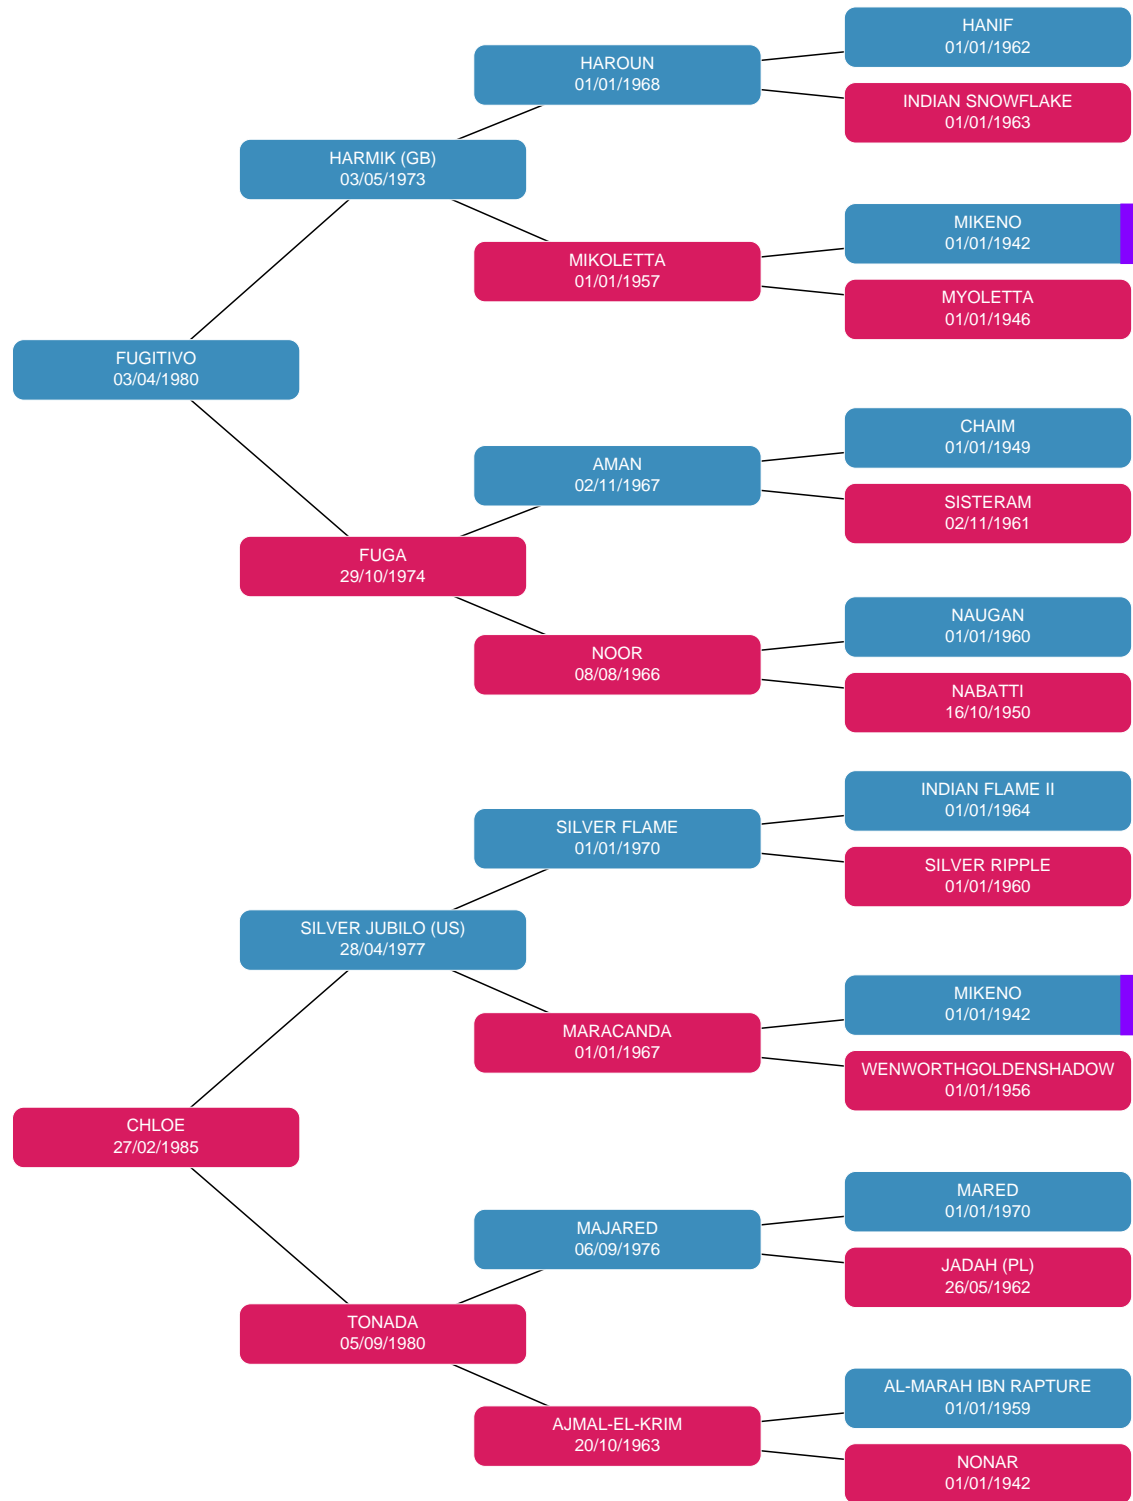 HANIF
01/01/1962
HAROUN
01/01/1968
INDIAN SNOWFLAKE
01/01/1963
HARMIK (GB)
03/05/1973
MIKENO
01/01/1942
MIKOLETTA
01/01/1957
MYOLETTA
01/01/1946
FUGITIVO
03/04/1980
CHAIM
01/01/1949
AMAN
02/11/1967
SISTERAM
02/11/1961
FUGA
29/10/1974
NAUGAN
01/01/1960
NOOR
08/08/1966
NABATTI
16/10/1950
INDIAN FLAME II
01/01/1964
SILVER FLAME
01/01/1970
SILVER RIPPLE
01/01/1960
SILVER JUBILO (US)
28/04/1977
MIKENO
01/01/1942
MARACANDA
01/01/1967
WENWORTHGOLDENSHADOW
01/01/1956
CHLOE
27/02/1985
MARED
01/01/1970
MAJARED
06/09/1976
JADAH (PL)
26/05/1962
TONADA
05/09/1980
AL-MARAH IBN RAPTURE
01/01/1959
AJMAL-EL-KRIM
20/10/1963
NONAR
01/01/1942